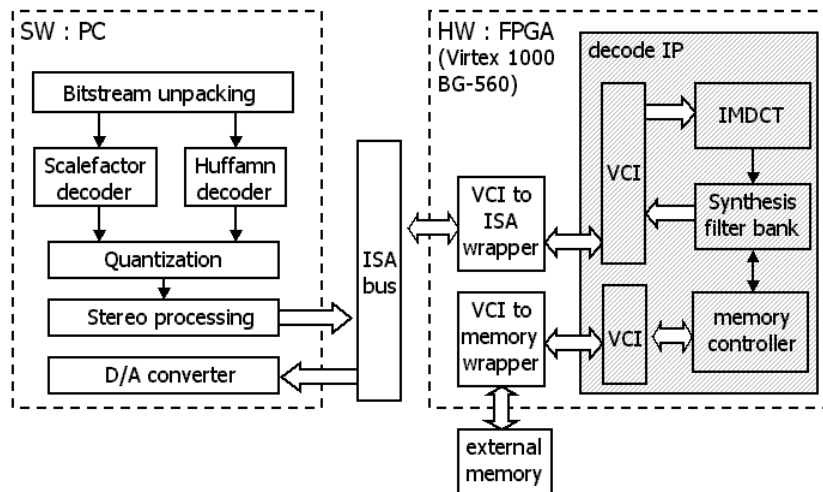 SW : PC
Bitstream unpacking
Scalefactor
decoder
Huffamn
decoder
Quantization
Stereo processing
D/A converter
ISA
bus
HW : FPGA
(Virtex 1000
BG-560)
decode IP
VCI
IMDCT
VCI to
ISA
wrapper
Synthesis
filter bank
VCI to
memory
wrapper
VCI
memory
controller
external
memory